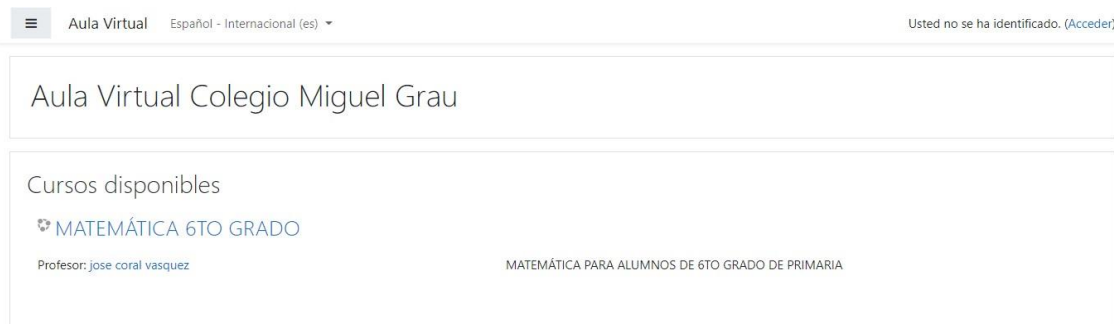 Aula Virtual Español - Internacional (es) Usted no se ha identificado. (Acceder)
Aula Virtual Colegio Miguel Grau
Cursos disponibles
MATEMÁTICA 6TO GRADO
Profesor: jose coral vasquez MATEMÁTICA PARA ALUMNOS DE 6TO GRADO DE PRIMARIA